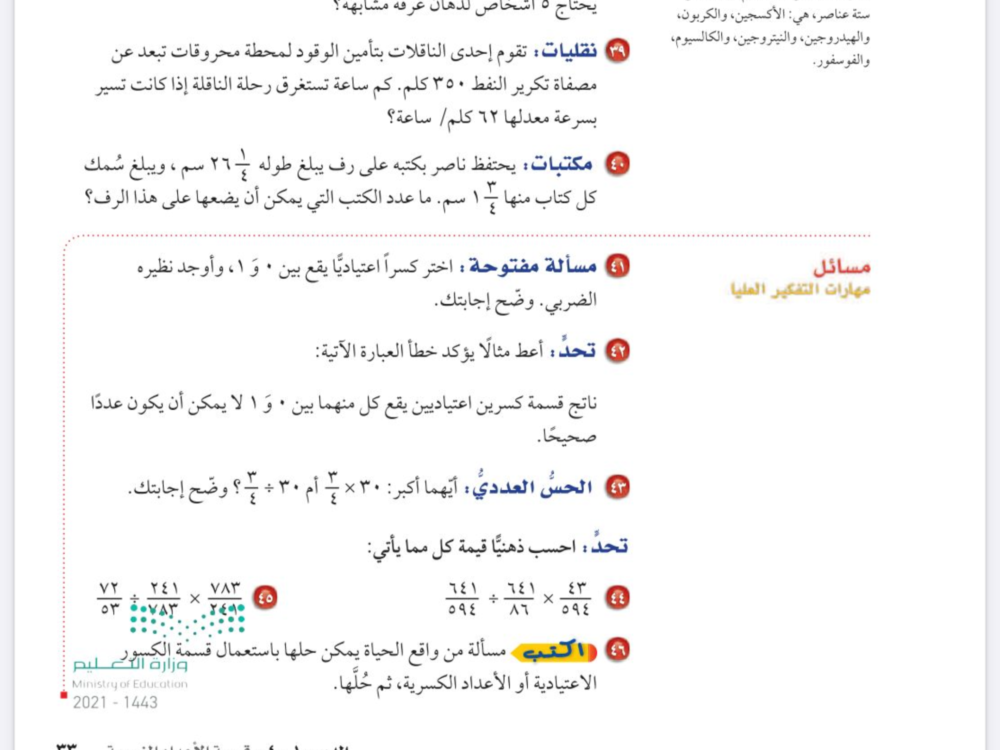 يحتاج ٥ أشخاص لدهان غرفة مشابهة؟
ستة عناصر، هي: الأكسجين، والكربون،
والهيدروجين، والنيتروجين، والكالسيوم،
والفوسفور.
٣٩ نقليات: تقوم إحدى الناقلات بتأمين الوقود لمحطة محروقات تبعد عن
مصفاة تكرير النفط ٣٥٠ كلم. كم ساعة تستغرق رحلة الناقلة إذا كانت تسير
بسرعة معدلها ٦٢ كلم/ ساعة؟
٤٠ مكتبات: يحتفظ ناصر بكتبه على رف يبلغ طوله ٢٦ ١/٤ سم، ويبلغ سُمك
كل كتاب منها ١ ٣/٤ سم. ما عدد الكتب التي يمكن أن يضعها على هذا الرف؟
مسائل
مهارات التفكير العليا
٤١ مسألة مفتوحة: اختر كسراً اعتياديًّا يقع بين ٠ وَ ١، وأوجد نظيره
الضربي. وضّح إجابتك.
٤٢ تحدٍّ: أعط مثالًا يؤكد خطأ العبارة الآتية:
ناتج قسمة كسرين اعتياديين يقع كل منهما بين ٠ وَ ١ لا يمكن أن يكون عددًا
صحيحًا.
٤٣ الحسُّ العدديُّ: أيّهما أكبر: ٣٠ × ٣/٤ أم ٣٠ ÷ ٣/٤ ؟ وضّح إجابتك.
تحدٍّ: احسب ذهنيًّا قيمة كل مما يأتي:
٤٤ ٤٣/٥٩٤ × ٦٤١/٨٦ ÷ ٦٤١/٥٩٤
٤٥ ٧٨٣/٢٤١ × ٢٤١/٧٨٣ ÷ ٧٢/٥٣
٤٦ اكتب مسألة من واقع الحياة يمكن حلها باستعمال قسمة الكسور
الاعتيادية أو الأعداد الكسرية، ثم حُلَّها.
وزارة التعليم
Ministry of Education
2021 - 1443
٣٣